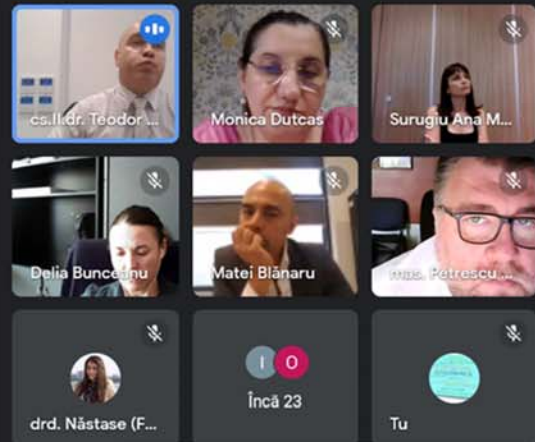 cs.II.dr. Teodor ...
Monica Dutcas
Surugiu Ana M...
Delia Bunceanu
Matei Blănaru
mas. Petrescu ...
drd. Năstase (F...
I O
Încă 23
Tu